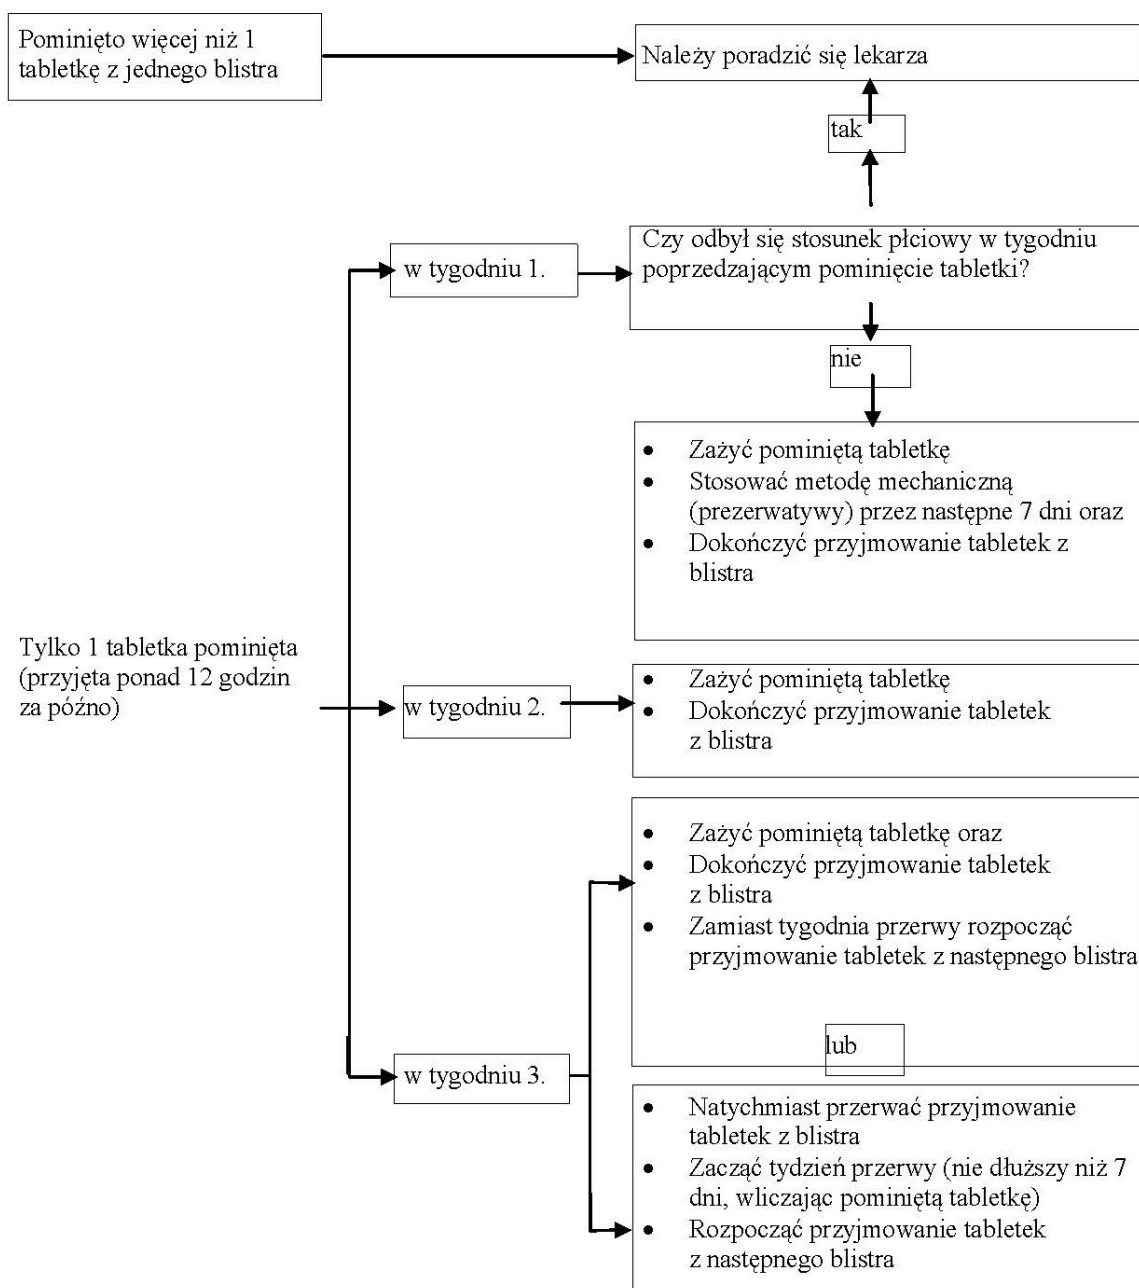 Pominięto więcej niż 1
tabletkę z jednego blistra
Należy poradzić się lekarza
tak
w tygodniu 1.
Czy odbył się stosunek płciowy w tygodniu
poprzedzającym pominięcie tabletki?
nie
• Zażyć pominiętą tabletkę
• Stosować metodę mechaniczną
(prezerwatywy) przez następne 7 dni oraz
• Dokończyć przyjmowanie tabletek z
blistra
Tylko 1 tabletka pominięta
(przyjęta ponad 12 godzin
za późno)
w tygodniu 2.
• Zażyć pominiętą tabletkę
• Dokończyć przyjmowanie tabletek
z blistra
w tygodniu 3.
• Zażyć pominiętą tabletkę oraz
• Dokończyć przyjmowanie tabletek
z blistra
• Zamiast tygodnia przerwy rozpocząć
przyjmowanie tabletek z następnego blistra
lub
• Natychmiast przerwać przyjmowanie
tabletek z blistra
• Zacząć tydzień przerwy (nie dłuższy niż 7
dni, wliczając pominiętą tabletkę)
• Rozpocząć przyjmowanie tabletek
z następnego blistra